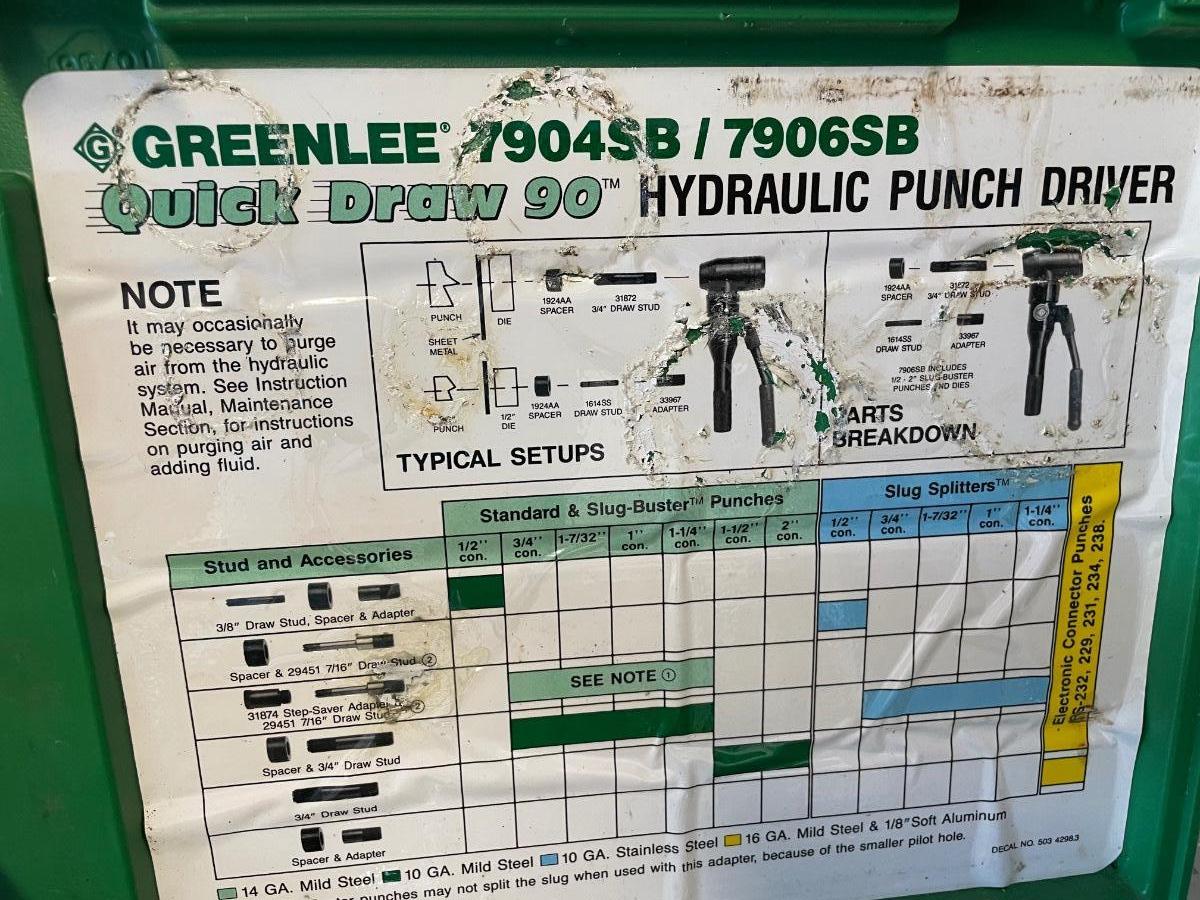 GREENLEE® 7904SB / 7906SB
Quick Draw 90™ HYDRAULIC PUNCH DRIVER
NOTE
It may occasionally
be necessary to purge
air from the hydraulic
system. See Instruction
Manual, Maintenance
Section, for instructions
on purging air and
adding fluid.
PUNCH
DIE
1924AA
SPACER
31872
3/4" DRAW STUD
SHEET
METAL
PUNCH
1/2"
DIE
1924AA
SPACER
1614SS
DRAW STUD
33967
ADAPTER
TYPICAL SETUPS
1924AA
SPACER
31872
3/4" DRAW STUD
1614SS
DRAW STUD
33967
ADAPTER
7906SB INCLUDES
1/2 - 2" SLUG-BUSTER
PUNCHES AND DIES
PARTS
BREAKDOWN
Standard & Slug-Buster™ Punches
Slug Splitters™
Stud and Accessories
1/2" con.
3/4" con.
1-7/32"
1" con.
1-1/4" con.
1-1/2" con.
2" con.
1/2" con.
3/4" con.
1-7/32"
1" con.
1-1/4" con.
Electronic Connector Punches
RS-232, 229, 231, 234, 238.
3/8" Draw Stud, Spacer & Adapter
Spacer & 29451 7/16" Draw Stud ②
31874 Step-Saver Adapter
29451 7/16" Draw Stud ②
SEE NOTE ①
Spacer & 3/4" Draw Stud
3/4" Draw Stud
Spacer & Adapter
14 GA. Mild Steel 10 GA. Mild Steel 10 GA. Stainless Steel 16 GA. Mild Steel & 1/8" Soft Aluminum
punches may not split the slug when used with this adapter, because of the smaller pilot hole.
DECAL NO. 503 4298.3